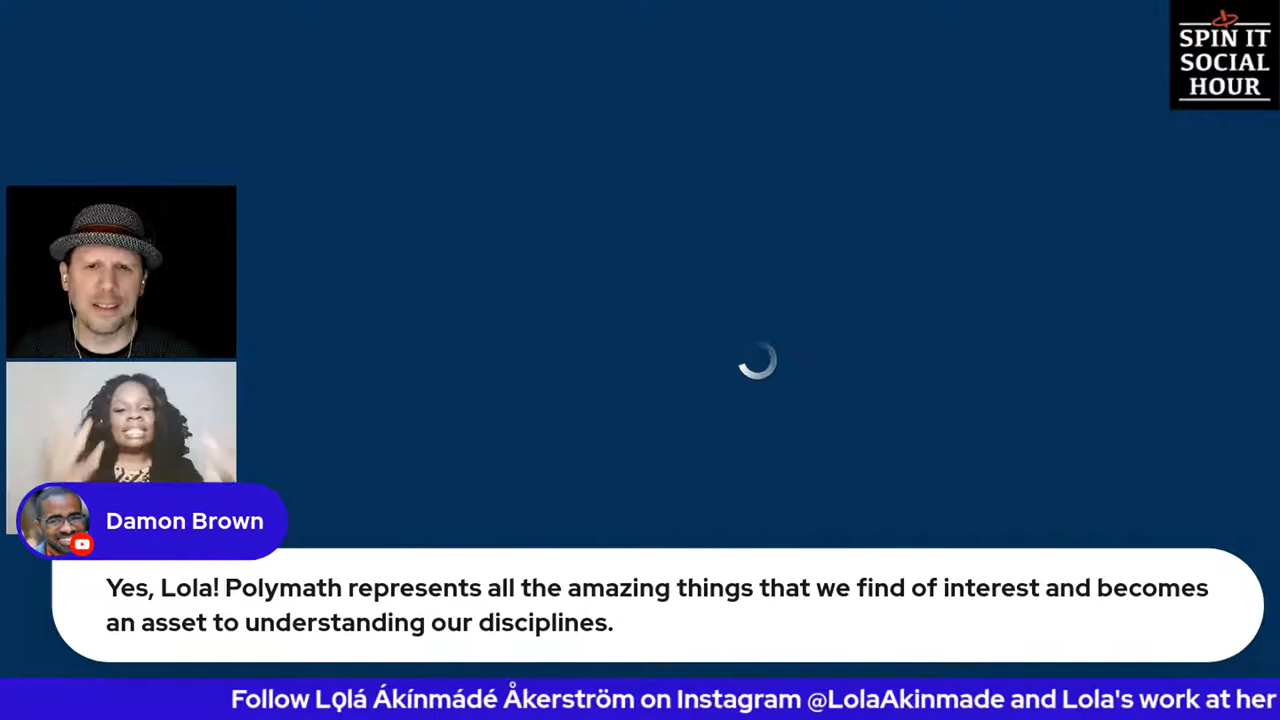 SPIN IT
SOCIAL
HOUR
Damon Brown
Yes, Lola! Polymath represents all the amazing things that we find of interest and becomes
an asset to understanding our disciplines.
Follow Lọlá Ákínmádé Åkerström on Instagram @LolaAkinmade and Lola's work at her